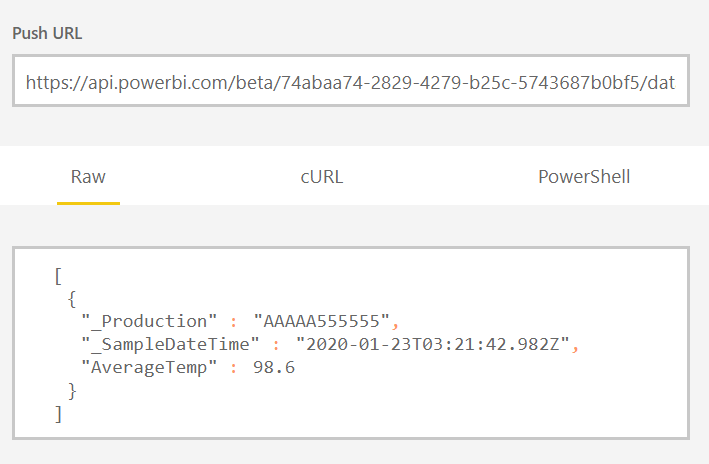 Push URL
https://api.powerbi.com/beta/74abaa74-2829-4279-b25c-5743687b0bf5/dat
Raw cURL PowerShell
[
{
"_Production" : "AAAAA555555",
"_SampleDateTime" : "2020-01-23T03:21:42.982Z",
"AverageTemp" : 98.6
}
]